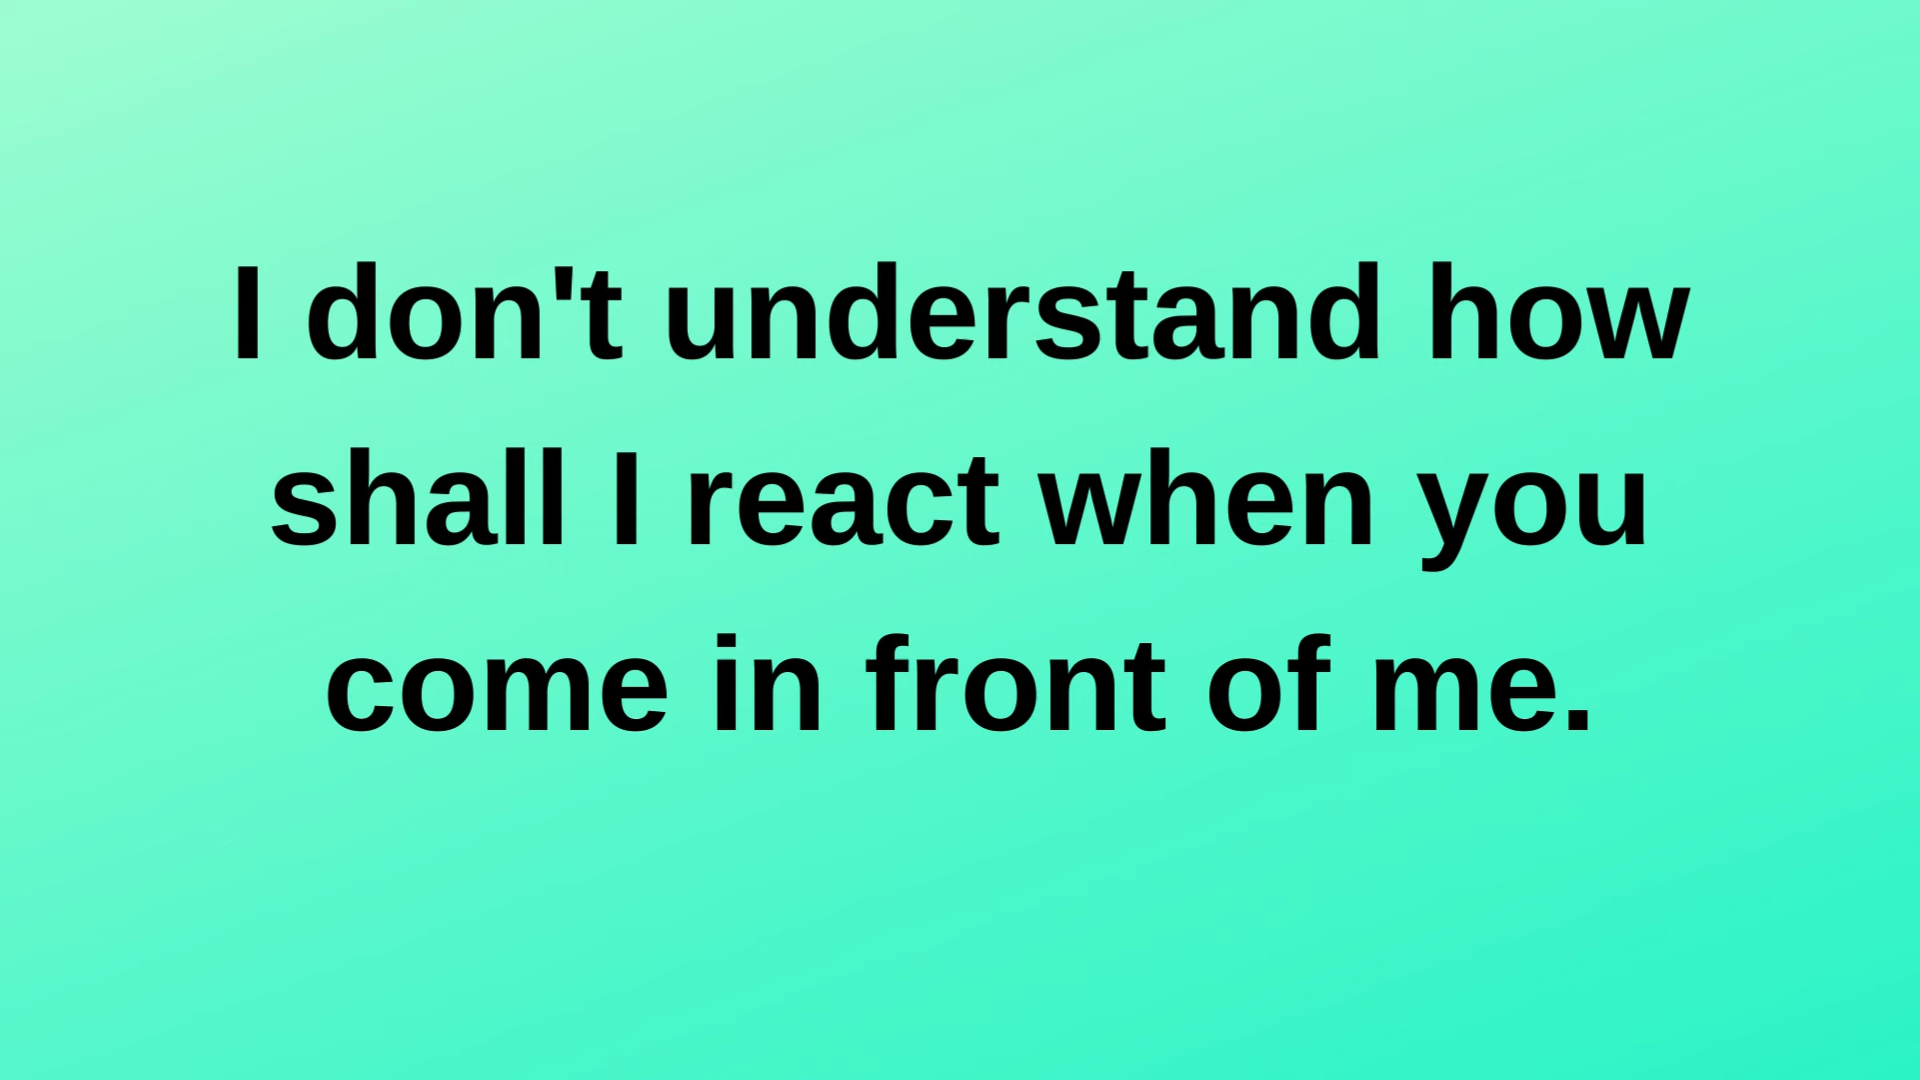 I don't understand how
shall I react when you
come in front of me.